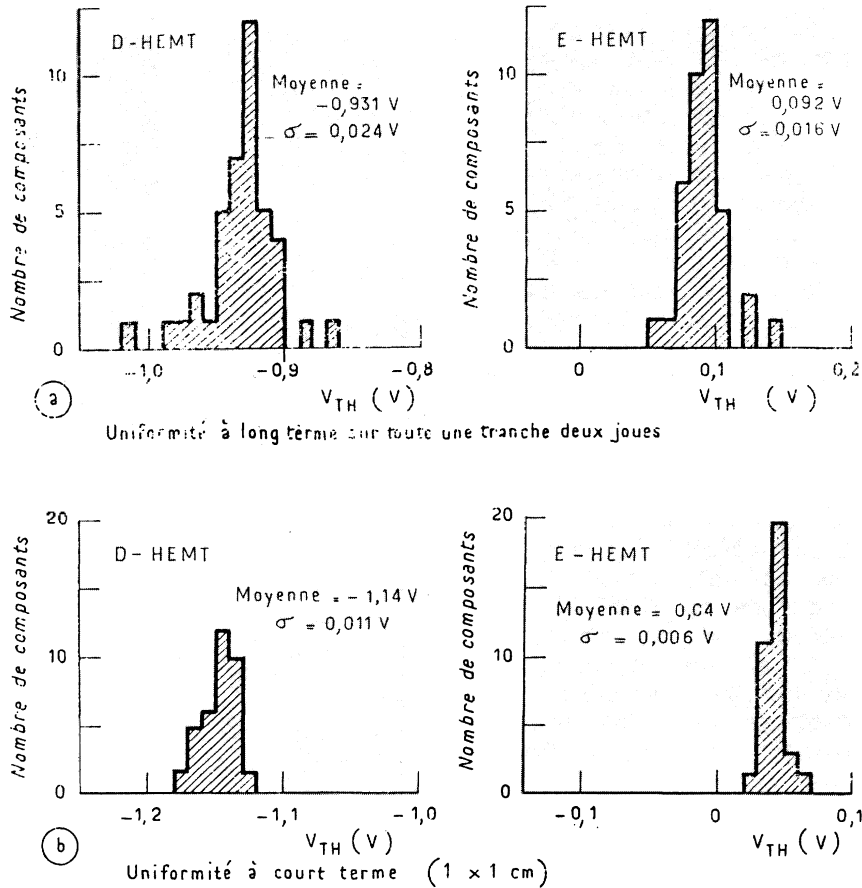 D-HEMT
Moyenne =
-0,931 V
σ = 0,024 V
Nombre de composants
10
5
0
-1,0
-0,9
-0,8
V_TH (V)
E-HEMT
Moyenne =
0,092 V
σ = 0,016 V
Nombre de composants
10
5
0
0
0,1
0,2
V_TH (V)
a
Uniformité à long terme sur toute une tranche deux joues
D-HEMT
Moyenne = -1,14 V
σ = 0,011 V
Nombre de composants
20
10
0
-1,2
-1,1
-1,0
V_TH (V)
E-HEMT
Moyenne = 0,04 V
σ = 0,006 V
Nombre de composants
20
10
0
-0,1
0
0,1
V_TH (V)
b
Uniformité à court terme (1 x 1 cm)